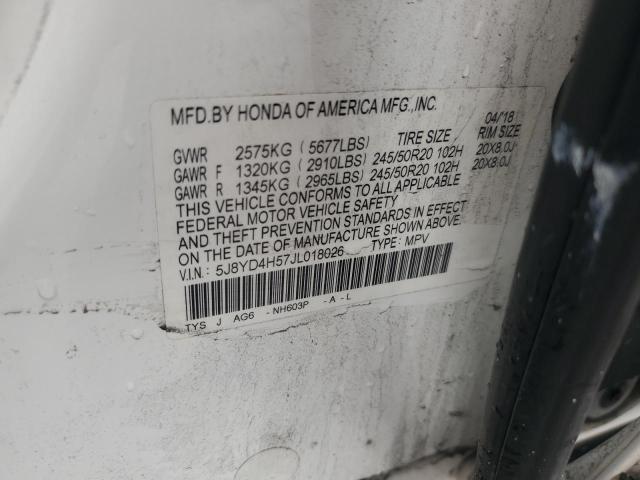 MFD.BY HONDA OF AMERICA MFG.,INC. 04/18
TIRE SIZE RIM SIZE
GVWR 2575KG (5677LBS)
GAWR F 1320KG (2910LBS) 245/50R20 102H 20X8.0J
GAWR R 1345KG (2965LBS) 245/50R20 102H 20X8.0J
THIS VEHICLE CONFORMS TO ALL APPLICABLE
FEDERAL MOTOR VEHICLE SAFETY
AND THEFT PREVENTION STANDARDS IN EFFECT
ON THE DATE OF MANUFACTURE SHOWN ABOVE.
V.I.N.: 5J8YD4H57JL018026 TYPE: MPV
TYS J AG6 -NH603P -A-L